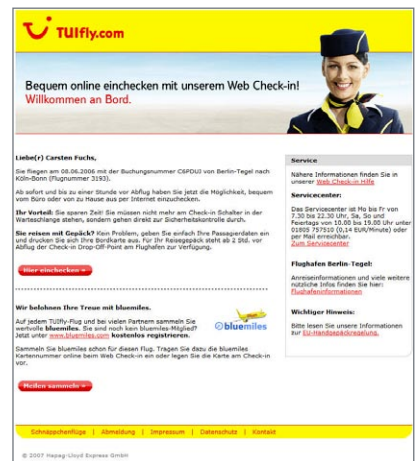 TUIfly.com
Bequem online einchecken mit unserem Web Check-in!
Willkommen an Bord.
Liebe(r) Carsten Fuchs,
Sie fliegen am 08.06.2006 mit der Buchungsnummer C6PDUJ von Berlin-Tegel nach
Köln-Bonn (Flugnummer 3193).
Ab sofort und bis zu einer Stunde vor Abflug haben Sie jetzt die Möglichkeit, bequem
vom Büro oder von zu Hause aus per Internet einzuchecken.
Ihr Vorteil: Sie sparen Zeit! Sie müssen nicht mehr am Check-in Schalter in der
Warteschlange stehen, sondern gehen direkt zur Sicherheitskontrolle durch.
Sie reisen mit Gepäck? Kein Problem, geben Sie einfach Ihre Passagierdaten ein
und drucken Sie sich Ihre Bordkarte aus. Für Ihr Reisegepäck steht ab 2 Std. vor
Abflug der Check-in Drop-Off-Point am Flughafen zur Verfügung.
Hier einchecken
Wir belohnen Ihre Treue mit bluemiles.
Auf jedem TUIfly-Flug und bei vielen Partnern sammeln Sie
wertvolle bluemiles. Sie sind noch kein bluemiles-Mitglied?
Jetzt unter www.bluemiles.com kostenlos registrieren.
bluemiles
Sammeln Sie bluemiles schon für diesen Flug. Tragen Sie dazu die bluemiles
Kartennummer online beim Web Check-in ein oder legen Sie die Karte am Check-in
vor.
Meilen sammeln
Service
Nähere Informationen finden Sie in
unserer Web Check-in Hilfe
Servicecenter:
Das Servicecenter ist Mo bis Fr von
7.30 bis 22.30 Uhr, Sa, So und
Feiertags von 10.00 bis 19.00 Uhr unter
01805 757510 (0,14 EUR/Minute) oder
per Mail erreichbar.
Zum Servicecenter
Flughafen Berlin-Tegel:
Anreiseinformationen und viele weitere
nützliche Infos finden Sie hier:
Flughafeninformationen
Wichtiger Hinweis:
Bitte lesen Sie unsere Informationen
zur EU-Handgepäckregelung.
Schnäppchenflüge | Abmeldung | Impressum | Datenschutz | Kontakt
© 2007 Hapag-Lloyd Express GmbH